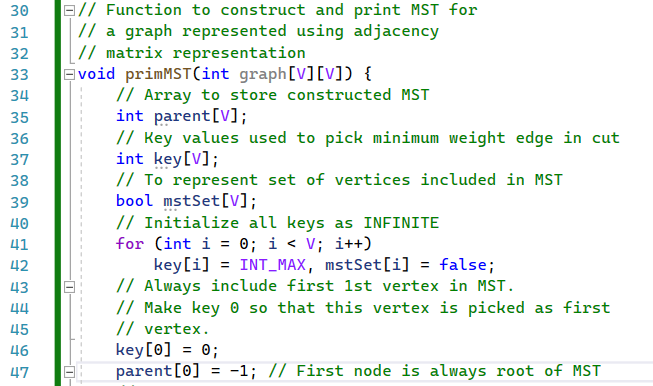 30 // Function to construct and print MST for
31 // a graph represented using adjacency
32 // matrix representation
33 void primMST(int graph[V][V]) {
34 // Array to store constructed MST
35 int parent[V];
36 // Key values used to pick minimum weight edge in cut
37 int key[V];
38 // To represent set of vertices included in MST
39 bool mstSet[V];
40 // Initialize all keys as INFINITE
41 for (int i = 0; i < V; i++)
42 key[i] = INT_MAX, mstSet[i] = false;
43 // Always include first 1st vertex in MST.
44 // Make key 0 so that this vertex is picked as first
45 // vertex.
46 key[0] = 0;
47 parent[0] = -1; // First node is always root of MST